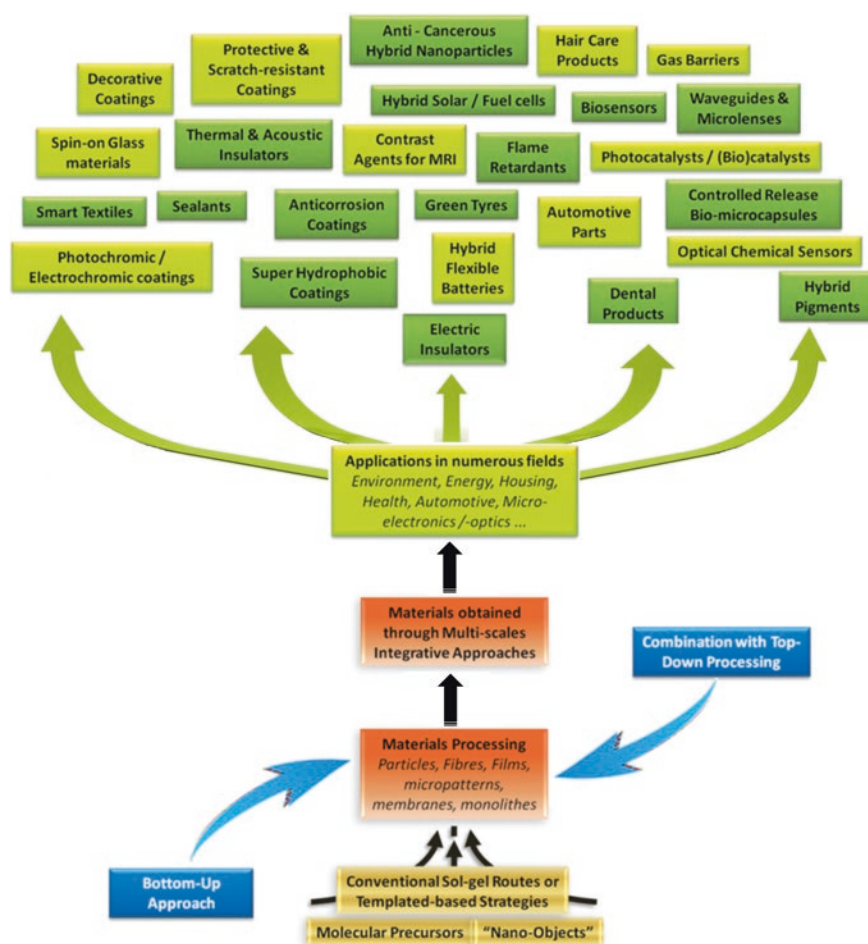 Anti - Cancerous
Hybrid Nanoparticles
Hair Care
Products
Gas Barriers
Protective &
Scratch-resistant
Coatings
Decorative
Coatings
Hybrid Solar / Fuel cells
Biosensors
Waveguides &
Microlenses
Spin-on Glass
materials
Thermal & Acoustic
Insulators
Contrast
Agents for MRI
Flame
Retardants
Photocatalysts / (Bio)catalysts
Smart Textiles
Sealants
Anticorrosion
Coatings
Green Tyres
Automotive
Parts
Controlled Release
Bio-microcapsules
Photochromic /
Electrochromic coatings
Super Hydrophobic
Coatings
Hybrid
Flexible
Batteries
Optical Chemical Sensors
Dental
Products
Hybrid
Pigments
Electric
Insulators
Applications in numerous fields
Environment, Energy, Housing,
Health, Automotive, Micro-
electronics /-optics ...
Materials obtained
through Multi-scales
Integrative Approaches
Combination with Top-
Down Processing
Materials Processing
Particles, Fibres, Films,
micropatterns,
membranes, monolithes
Bottom-Up
Approach
Conventional Sol-gel Routes or
Templated-based Strategies
Molecular Precursors
"Nano-Objects"